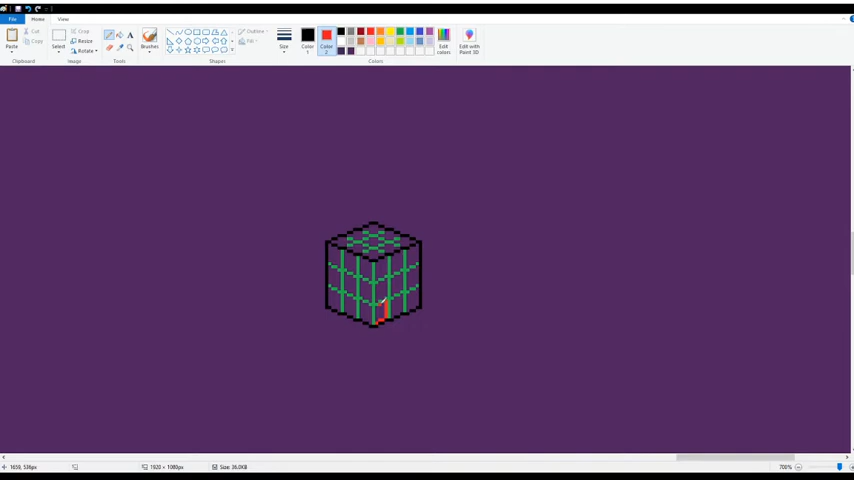 File Home View
Paste
Cut
Copy
Clipboard
Select
Crop
Resize
Rotate
Image
A
Tools
Brushes
Shapes
Outline
Fill
Size
Color
1
Color
2
Colors
Edit
colors
Edit with
Paint 3D
1659, 536px
1920 × 1080px
Size: 36.0KB
700%